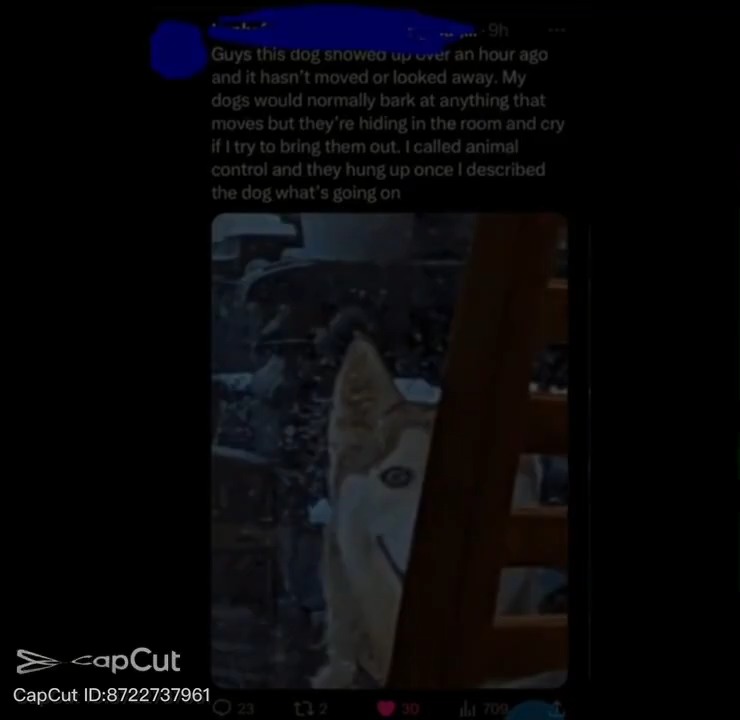 9h
Guys this dog showed up over an hour ago
and it hasn't moved or looked away. My
dogs would normally bark at anything that
moves but they're hiding in the room and cry
if I try to bring them out. I called animal
control and they hung up once I described
the dog what's going on
CapCut
CapCut ID:8722737961
23 2 30 709